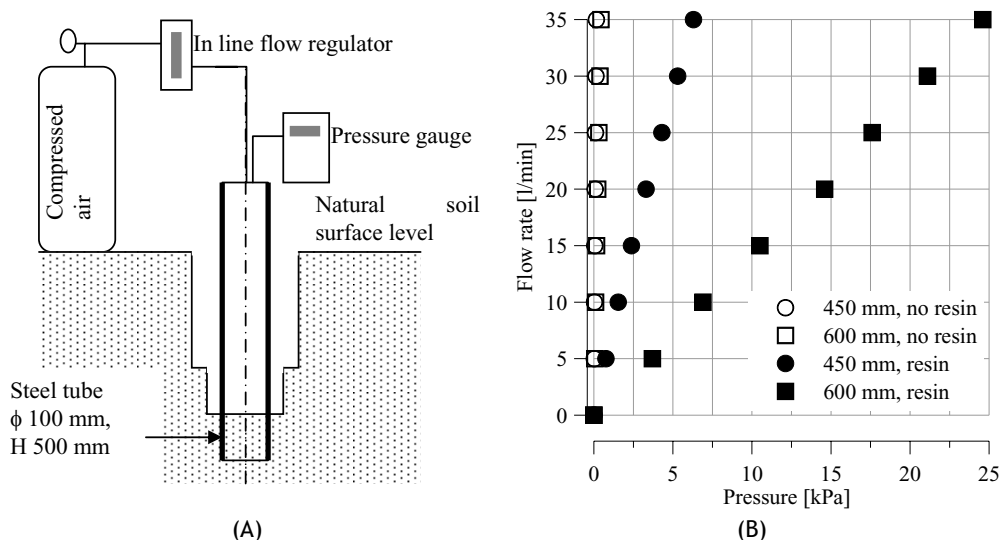 In line flow regulator
Pressure gauge
Compressed
air
Natural soil
surface level
Steel tube
ϕ 100 mm,
H 500 mm
(A)
Flow rate [l/min]
35
30
25
20
15
10
5
0
450 mm, no resin
600 mm, no resin
450 mm, resin
600 mm, resin
0 5 10 15 20 25
Pressure [kPa]
(B)